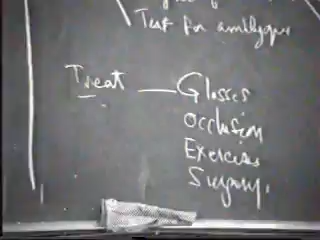 Test for amblyopia
Treat — Glasses
Occlusion
Exercises
Surgery.